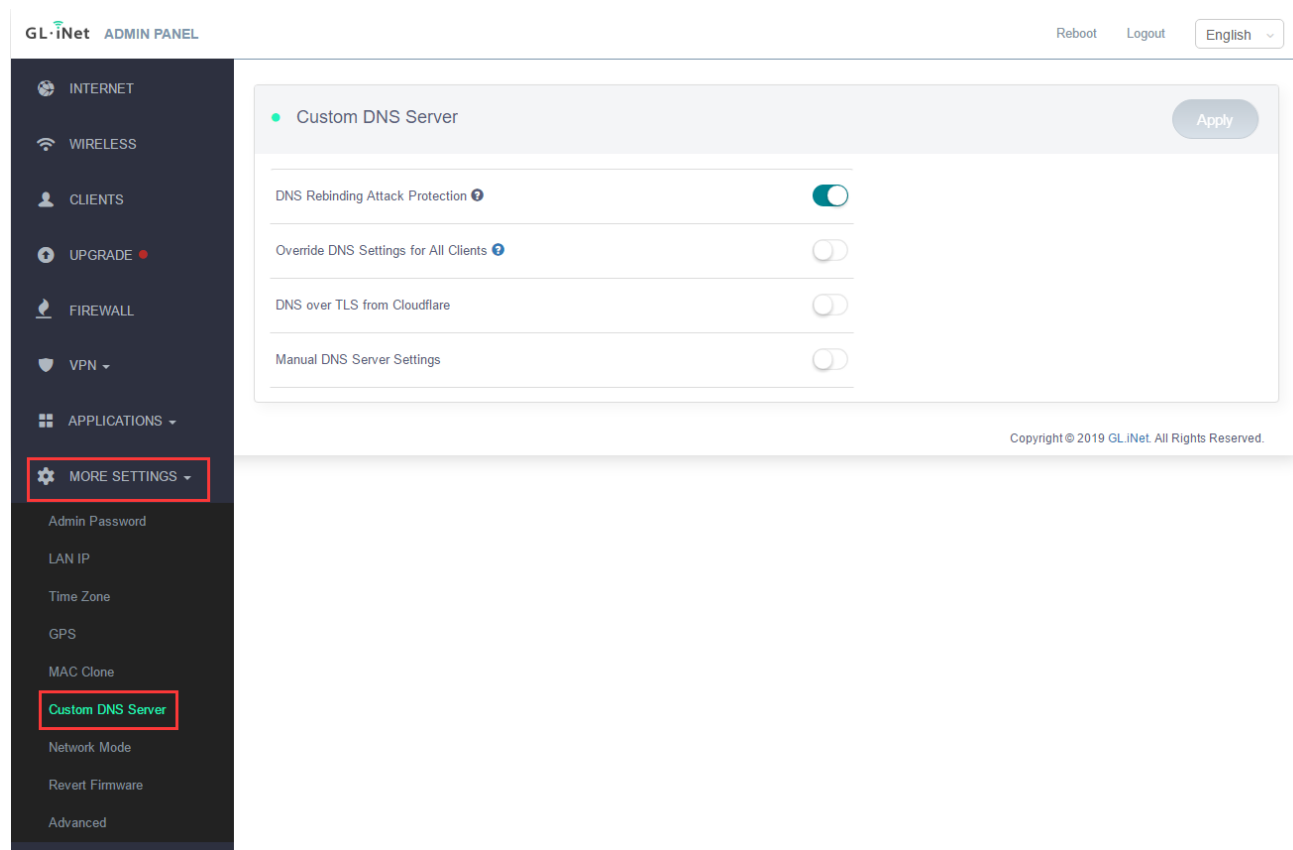 GL·iNet ADMIN PANEL
Reboot Logout English
INTERNET
WIRELESS
CLIENTS
UPGRADE
FIREWALL
VPN
APPLICATIONS
MORE SETTINGS
Admin Password
LAN IP
Time Zone
GPS
MAC Clone
Custom DNS Server
Network Mode
Revert Firmware
Advanced
Custom DNS Server
Apply
DNS Rebinding Attack Protection ?
Override DNS Settings for All Clients ?
DNS over TLS from Cloudflare
Manual DNS Server Settings
Copyright © 2019 GL.iNet. All Rights Reserved.